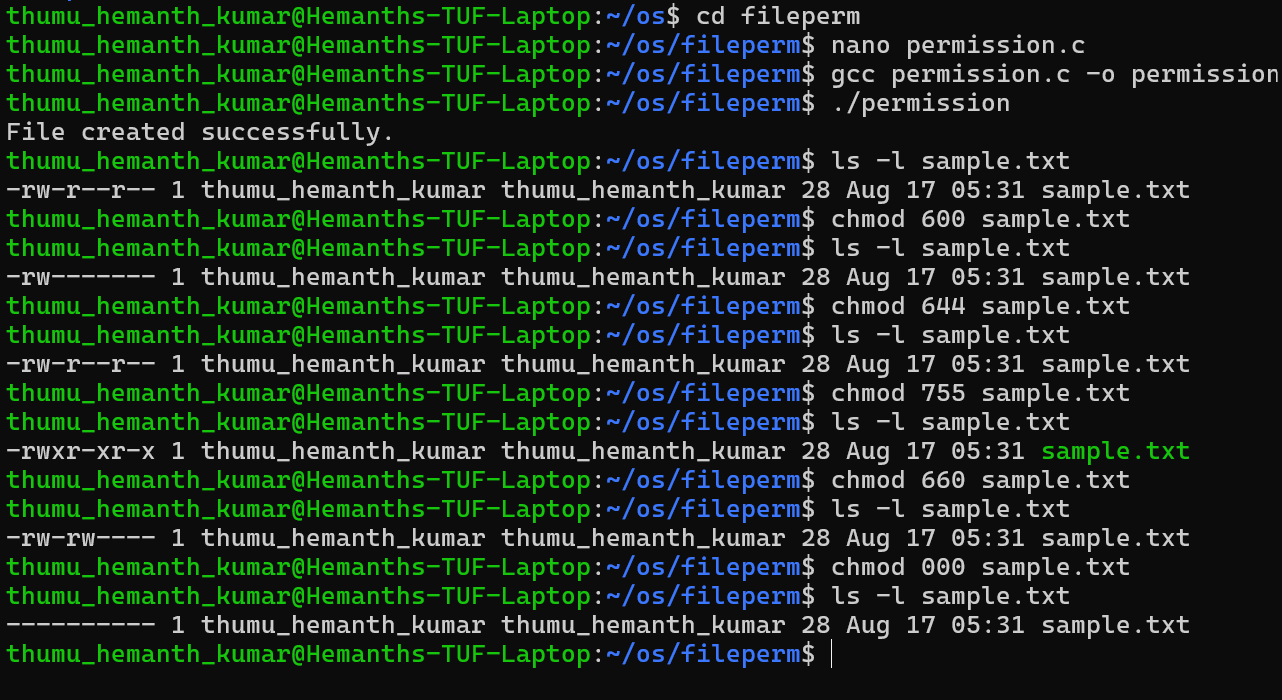 thumu_hemanth_kumar@Hemanths-TUF-Laptop:~/os$ cd fileperm
thumu_hemanth_kumar@Hemanths-TUF-Laptop:~/os/fileperm$ nano permission.c
thumu_hemanth_kumar@Hemanths-TUF-Laptop:~/os/fileperm$ gcc permission.c -o permission
thumu_hemanth_kumar@Hemanths-TUF-Laptop:~/os/fileperm$ ./permission
File created successfully.
thumu_hemanth_kumar@Hemanths-TUF-Laptop:~/os/fileperm$ ls -l sample.txt
-rw-r--r-- 1 thumu_hemanth_kumar thumu_hemanth_kumar 28 Aug 17 05:31 sample.txt
thumu_hemanth_kumar@Hemanths-TUF-Laptop:~/os/fileperm$ chmod 600 sample.txt
thumu_hemanth_kumar@Hemanths-TUF-Laptop:~/os/fileperm$ ls -l sample.txt
-rw------- 1 thumu_hemanth_kumar thumu_hemanth_kumar 28 Aug 17 05:31 sample.txt
thumu_hemanth_kumar@Hemanths-TUF-Laptop:~/os/fileperm$ chmod 644 sample.txt
thumu_hemanth_kumar@Hemanths-TUF-Laptop:~/os/fileperm$ ls -l sample.txt
-rw-r--r-- 1 thumu_hemanth_kumar thumu_hemanth_kumar 28 Aug 17 05:31 sample.txt
thumu_hemanth_kumar@Hemanths-TUF-Laptop:~/os/fileperm$ chmod 755 sample.txt
thumu_hemanth_kumar@Hemanths-TUF-Laptop:~/os/fileperm$ ls -l sample.txt
-rwxr-xr-x 1 thumu_hemanth_kumar thumu_hemanth_kumar 28 Aug 17 05:31 sample.txt
thumu_hemanth_kumar@Hemanths-TUF-Laptop:~/os/fileperm$ chmod 660 sample.txt
thumu_hemanth_kumar@Hemanths-TUF-Laptop:~/os/fileperm$ ls -l sample.txt
-rw-rw---- 1 thumu_hemanth_kumar thumu_hemanth_kumar 28 Aug 17 05:31 sample.txt
thumu_hemanth_kumar@Hemanths-TUF-Laptop:~/os/fileperm$ chmod 000 sample.txt
thumu_hemanth_kumar@Hemanths-TUF-Laptop:~/os/fileperm$ ls -l sample.txt
---------- 1 thumu_hemanth_kumar thumu_hemanth_kumar 28 Aug 17 05:31 sample.txt
thumu_hemanth_kumar@Hemanths-TUF-Laptop:~/os/fileperm$